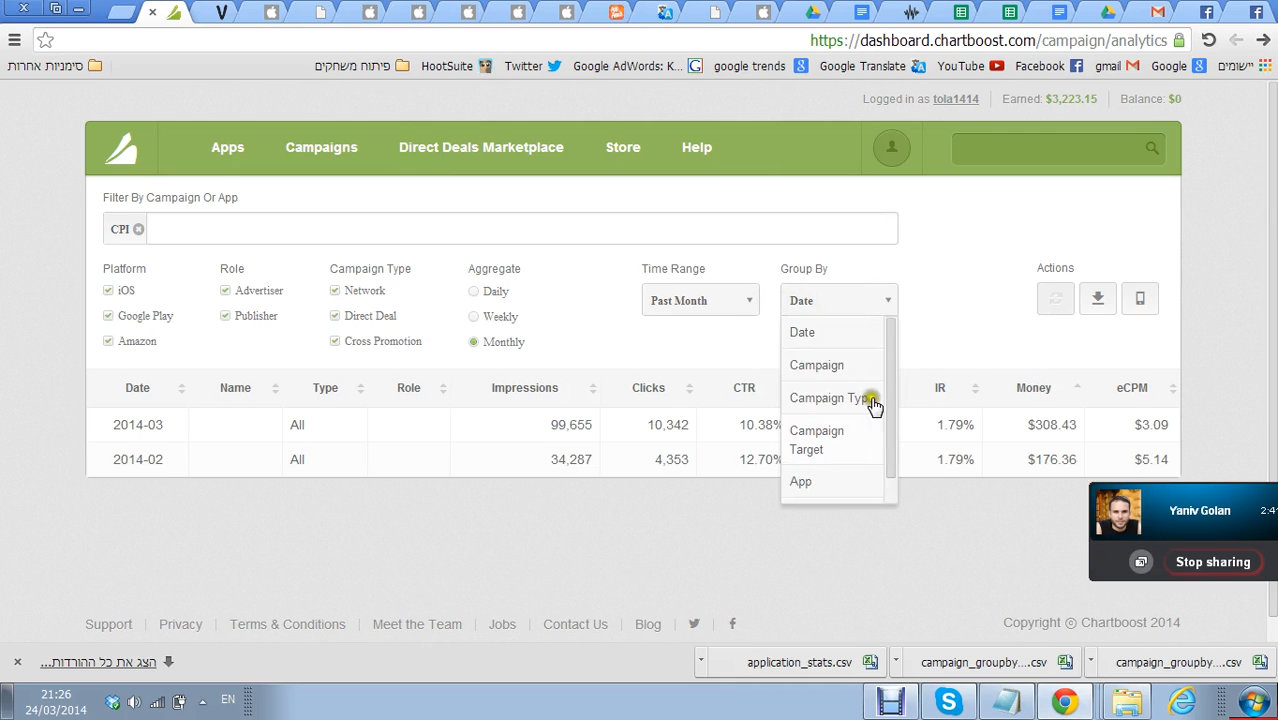 https://dashboard.chartboost.com/campaign/analytics
סימניות אחרות
פיתוח משחקים
HootSuite
Twitter
Google AdWords: K...
google trends
Google Translate
YouTube
Facebook
gmail
Google
יישומים
Logged in as tola1414
Earned: $3,223.15
Balance: $0
Apps
Campaigns
Direct Deals Marketplace
Store
Help
Filter By Campaign Or App
CPI
Platform
Role
Campaign Type
Aggregate
Time Range
Group By
Actions
iOS
Advertiser
Network
Daily
Past Month
Date
Google Play
Publisher
Direct Deal
Weekly
Amazon
Cross Promotion
Monthly
Date
Campaign
Campaign Typ
Campaign
Target
App
Date Name Type Role Impressions Clicks CTR IR Money eCPM
2014-03 All 99,655 10,342 10.38% 1.79% $308.43 $3.09
2014-02 All 34,287 4,353 12.70% 1.79% $176.36 $5.14
Yaniv Golan
2:4
Stop sharing
Support
Privacy
Terms & Conditions
Meet the Team
Jobs
Contact Us
Blog
Copyright © Chartboost 2014
הצג את כל ההורדות...
application_stats.csv
campaign_groupby....csv
campaign_groupby....csv
21:26
24/03/2014
EN